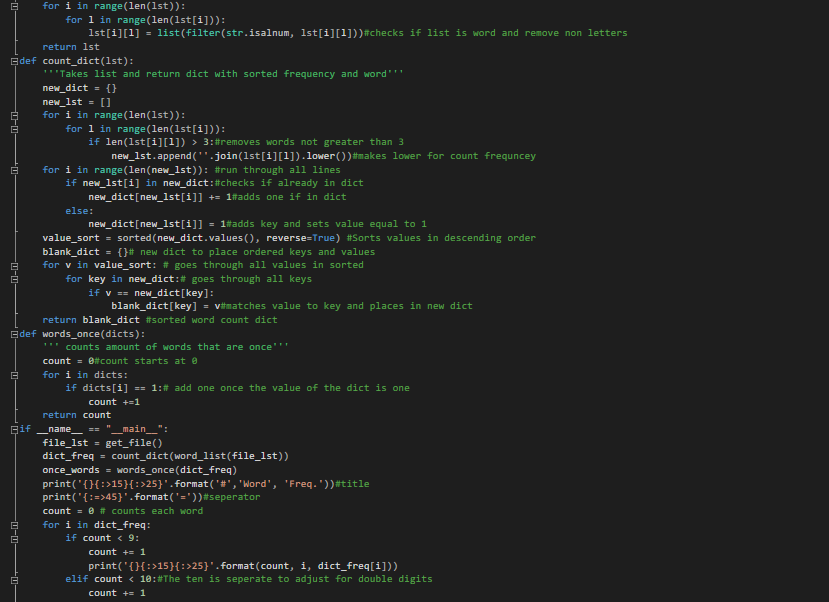 for i in range(len(lst)):
        for l in range(len(lst[i])):
            lst[i][l] = list(filter(str.isalnum, lst[i][l]))#checks if list is word and remove non letters
    return lst
def count_dict(lst):
    '''Takes list and return dict with sorted frequency and word'''
    new_dict = {}
    new_lst = []
    for i in range(len(lst)):
        for l in range(len(lst[i])):
            if len(lst[i][l]) > 3:#removes words not greater than 3
                new_lst.append(''.join(lst[i][l]).lower())#makes lower for count frequncey
    for i in range(len(new_lst)): #run through all lines
        if new_lst[i] in new_dict:#checks if already in dict
            new_dict[new_lst[i]] += 1#adds one if in dict
        else:
            new_dict[new_lst[i]] = 1#adds key and sets value equal to 1
    value_sort = sorted(new_dict.values(), reverse=True) #Sorts values in descending order
    blank_dict = {}# new dict to place ordered keys and values
    for v in value_sort: # goes through all values in sorted
        for key in new_dict:# goes through all keys
            if v == new_dict[key]:
                blank_dict[key] = v#matches value to key and places in new dict
    return blank_dict #sorted word count dict
def words_once(dicts):
    ''' counts amount of words that are once'''
    count = 0#count starts at 0
    for i in dicts:
        if dicts[i] == 1:# add one once the value of the dict is one
            count +=1
    return count
if __name__ == "__main__":
    file_lst = get_file()
    dict_freq = count_dict(word_list(file_lst))
    once_words = words_once(dict_freq)
    print('{}{:>15}{:>25}'.format('#','Word', 'Freq.'))#title
    print('{:=>45}'.format('='))#seperator
    count = 0 # counts each word
    for i in dict_freq:
        if count < 9:
            count += 1
            print('{}{:>15}{:>25}'.format(count, i, dict_freq[i]))
        elif count < 10:#The ten is seperate to adjust for double digits
            count += 1